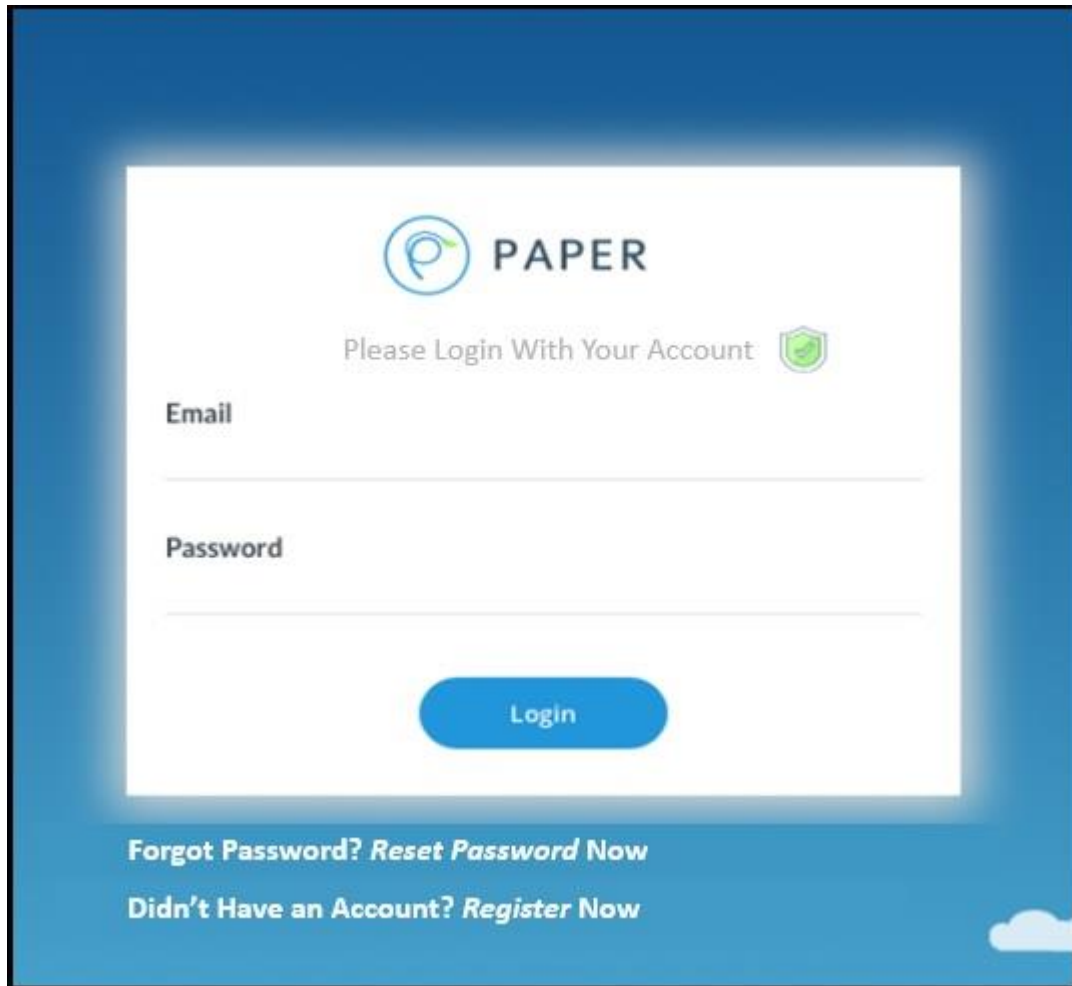 PAPER
Please Login With Your Account
Email
Password
Login
Forgot Password? Reset Password Now
Didn’t Have an Account? Register Now